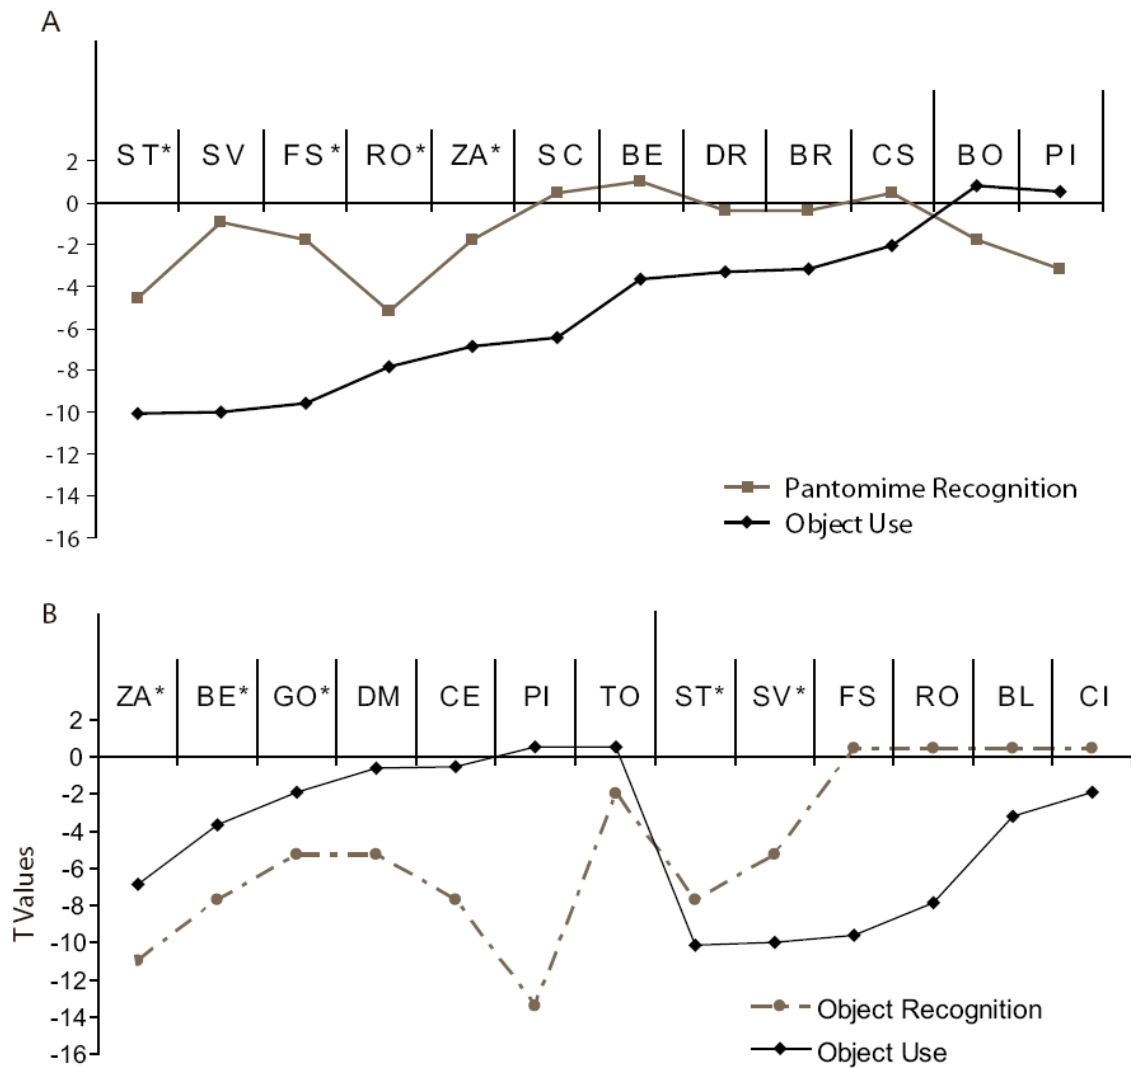 A
ST* SV FS* RO* ZA* SC BE DR BR CS BO PI
2
0
-2
-4
-6
-8
-10
-12
-14
-16
Pantomime Recognition
Object Use
B
ZA* BE* GO* DM CE PI TO ST* SV* FS RO BL CI
2
0
-2
-4
-6
-8
-10
-12
-14
-16
T Values
Object Recognition
Object Use